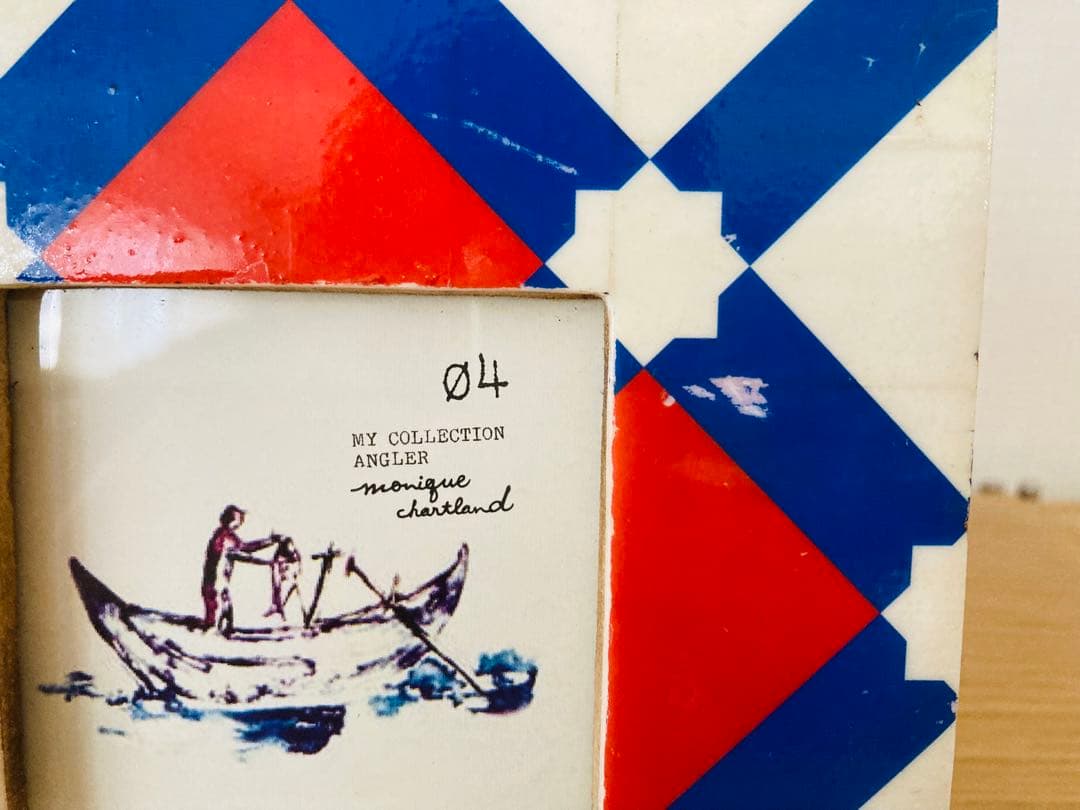 Ø4
MY COLLECTION
ANGLER
monique
chartland